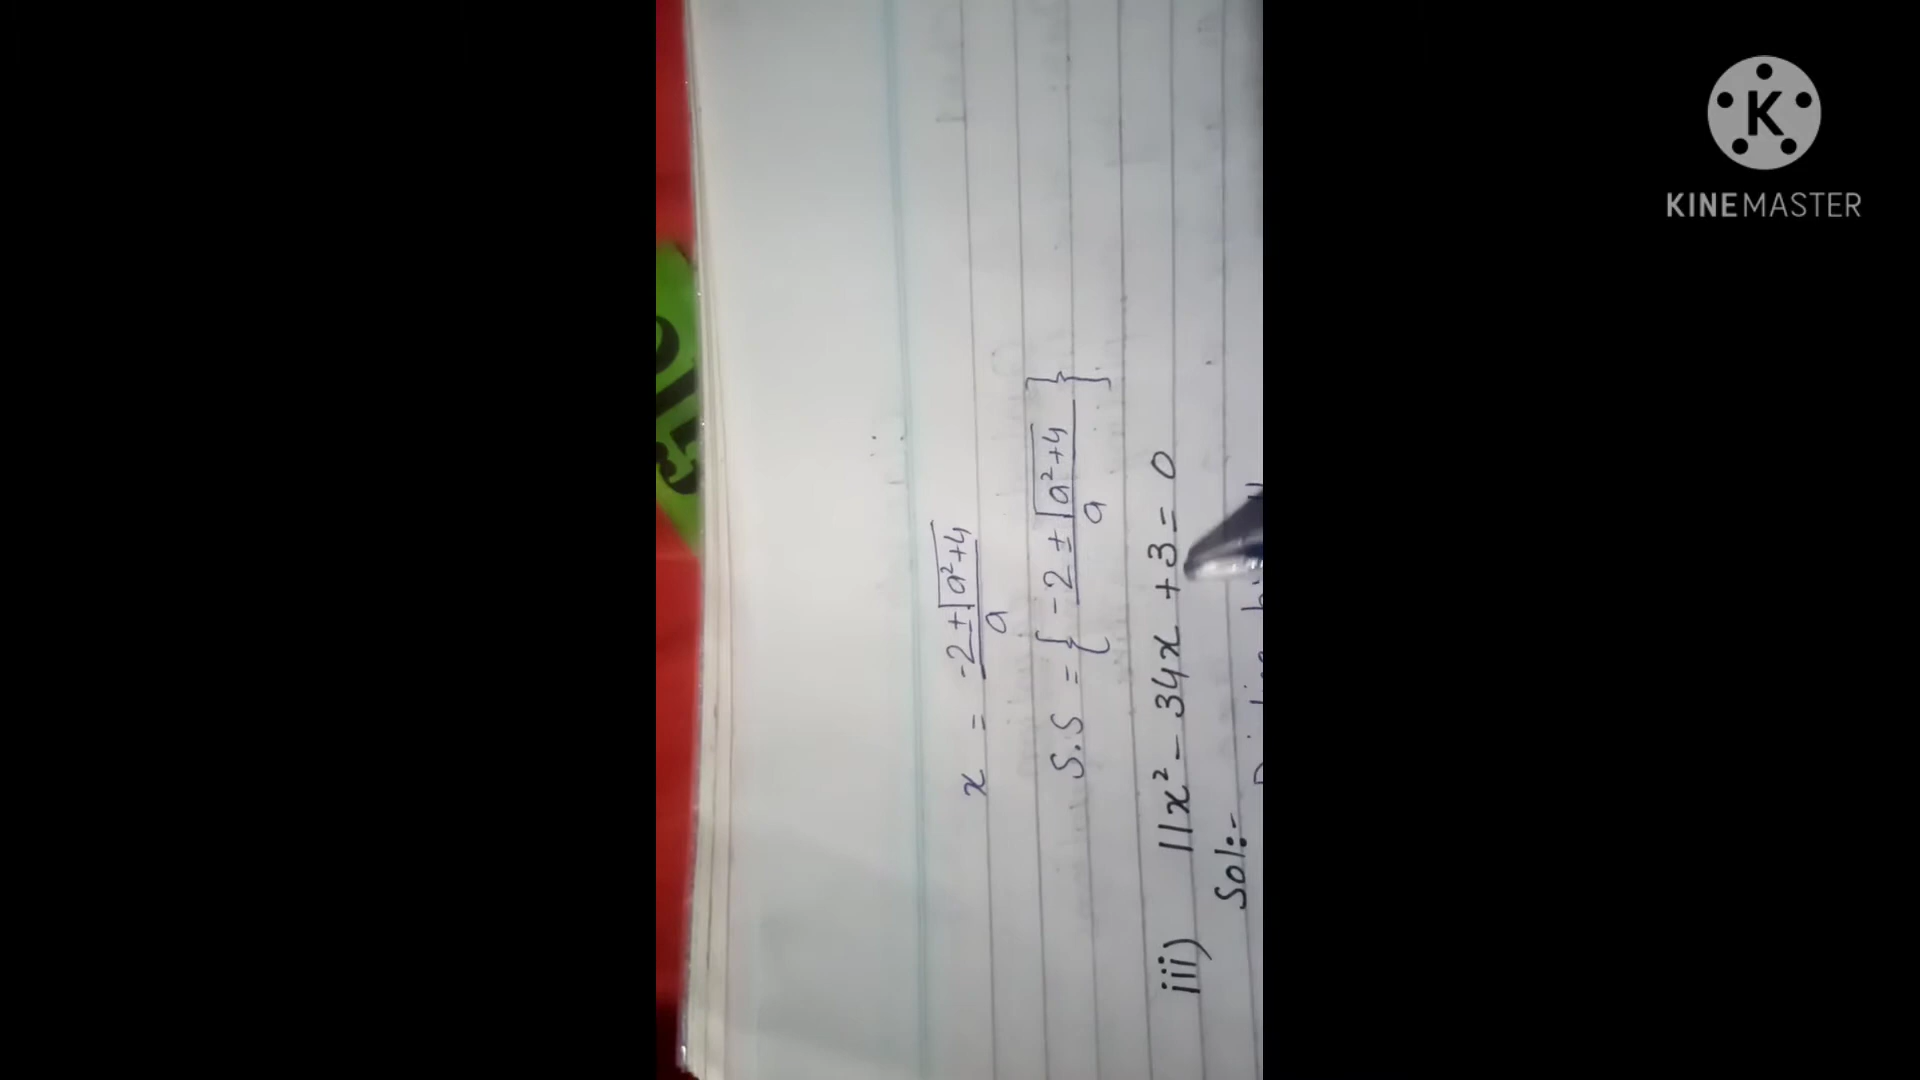 x = -2±√a²+4 / a
S.S = { -2±√a²+4 / a }
iii) 11x² - 34x + 3 = 0
Sol:-
KINEMASTER